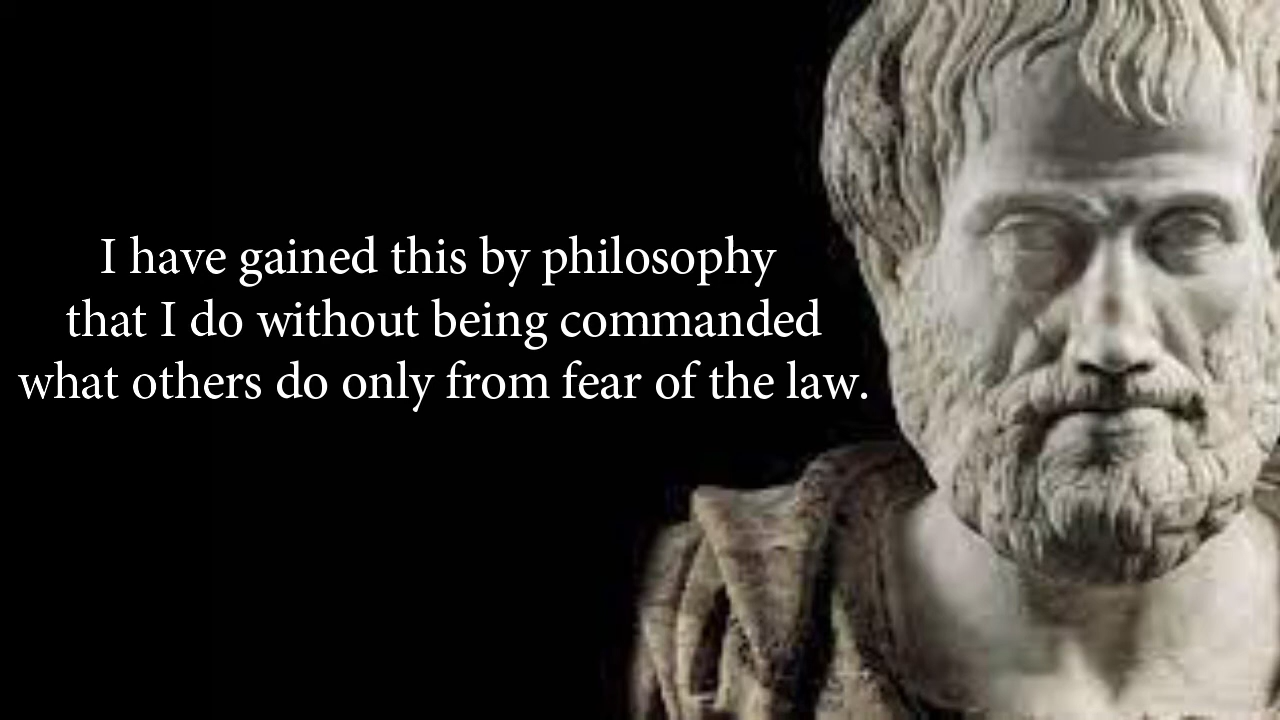 I have gained this by philosophy
that I do without being commanded
what others do only from fear of the law.